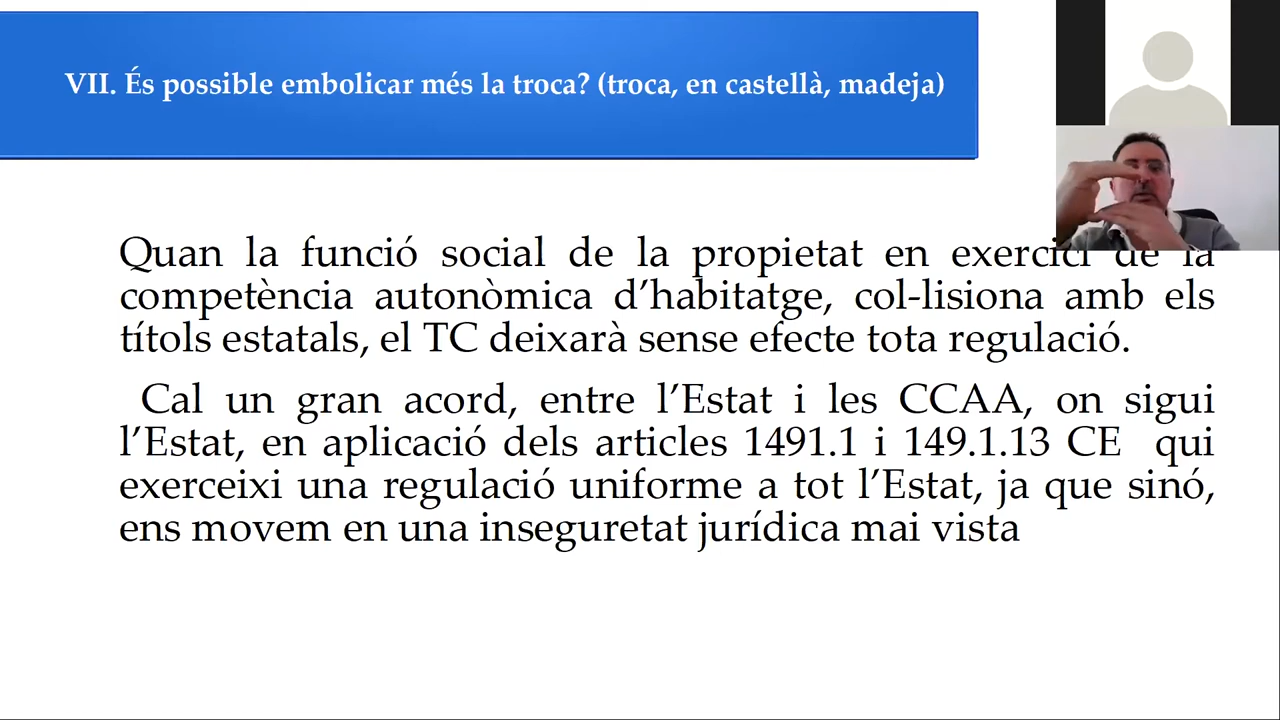 VII. És possible embolicar més la troca? (troca, en castellà, madeja)
Quan la funció social de la propietat en exercici de la
competència autonòmica d’habitatge, col-lisiona amb els
títols estatals, el TC deixarà sense efecte tota regulació.
Cal un gran acord, entre l’Estat i les CCAA, on sigui
l’Estat, en aplicació dels articles 1491.1 i 149.1.13 CE qui
exerceixi una regulació uniforme a tot l’Estat, ja que sinó,
ens movem en una inseguretat jurídica mai vista